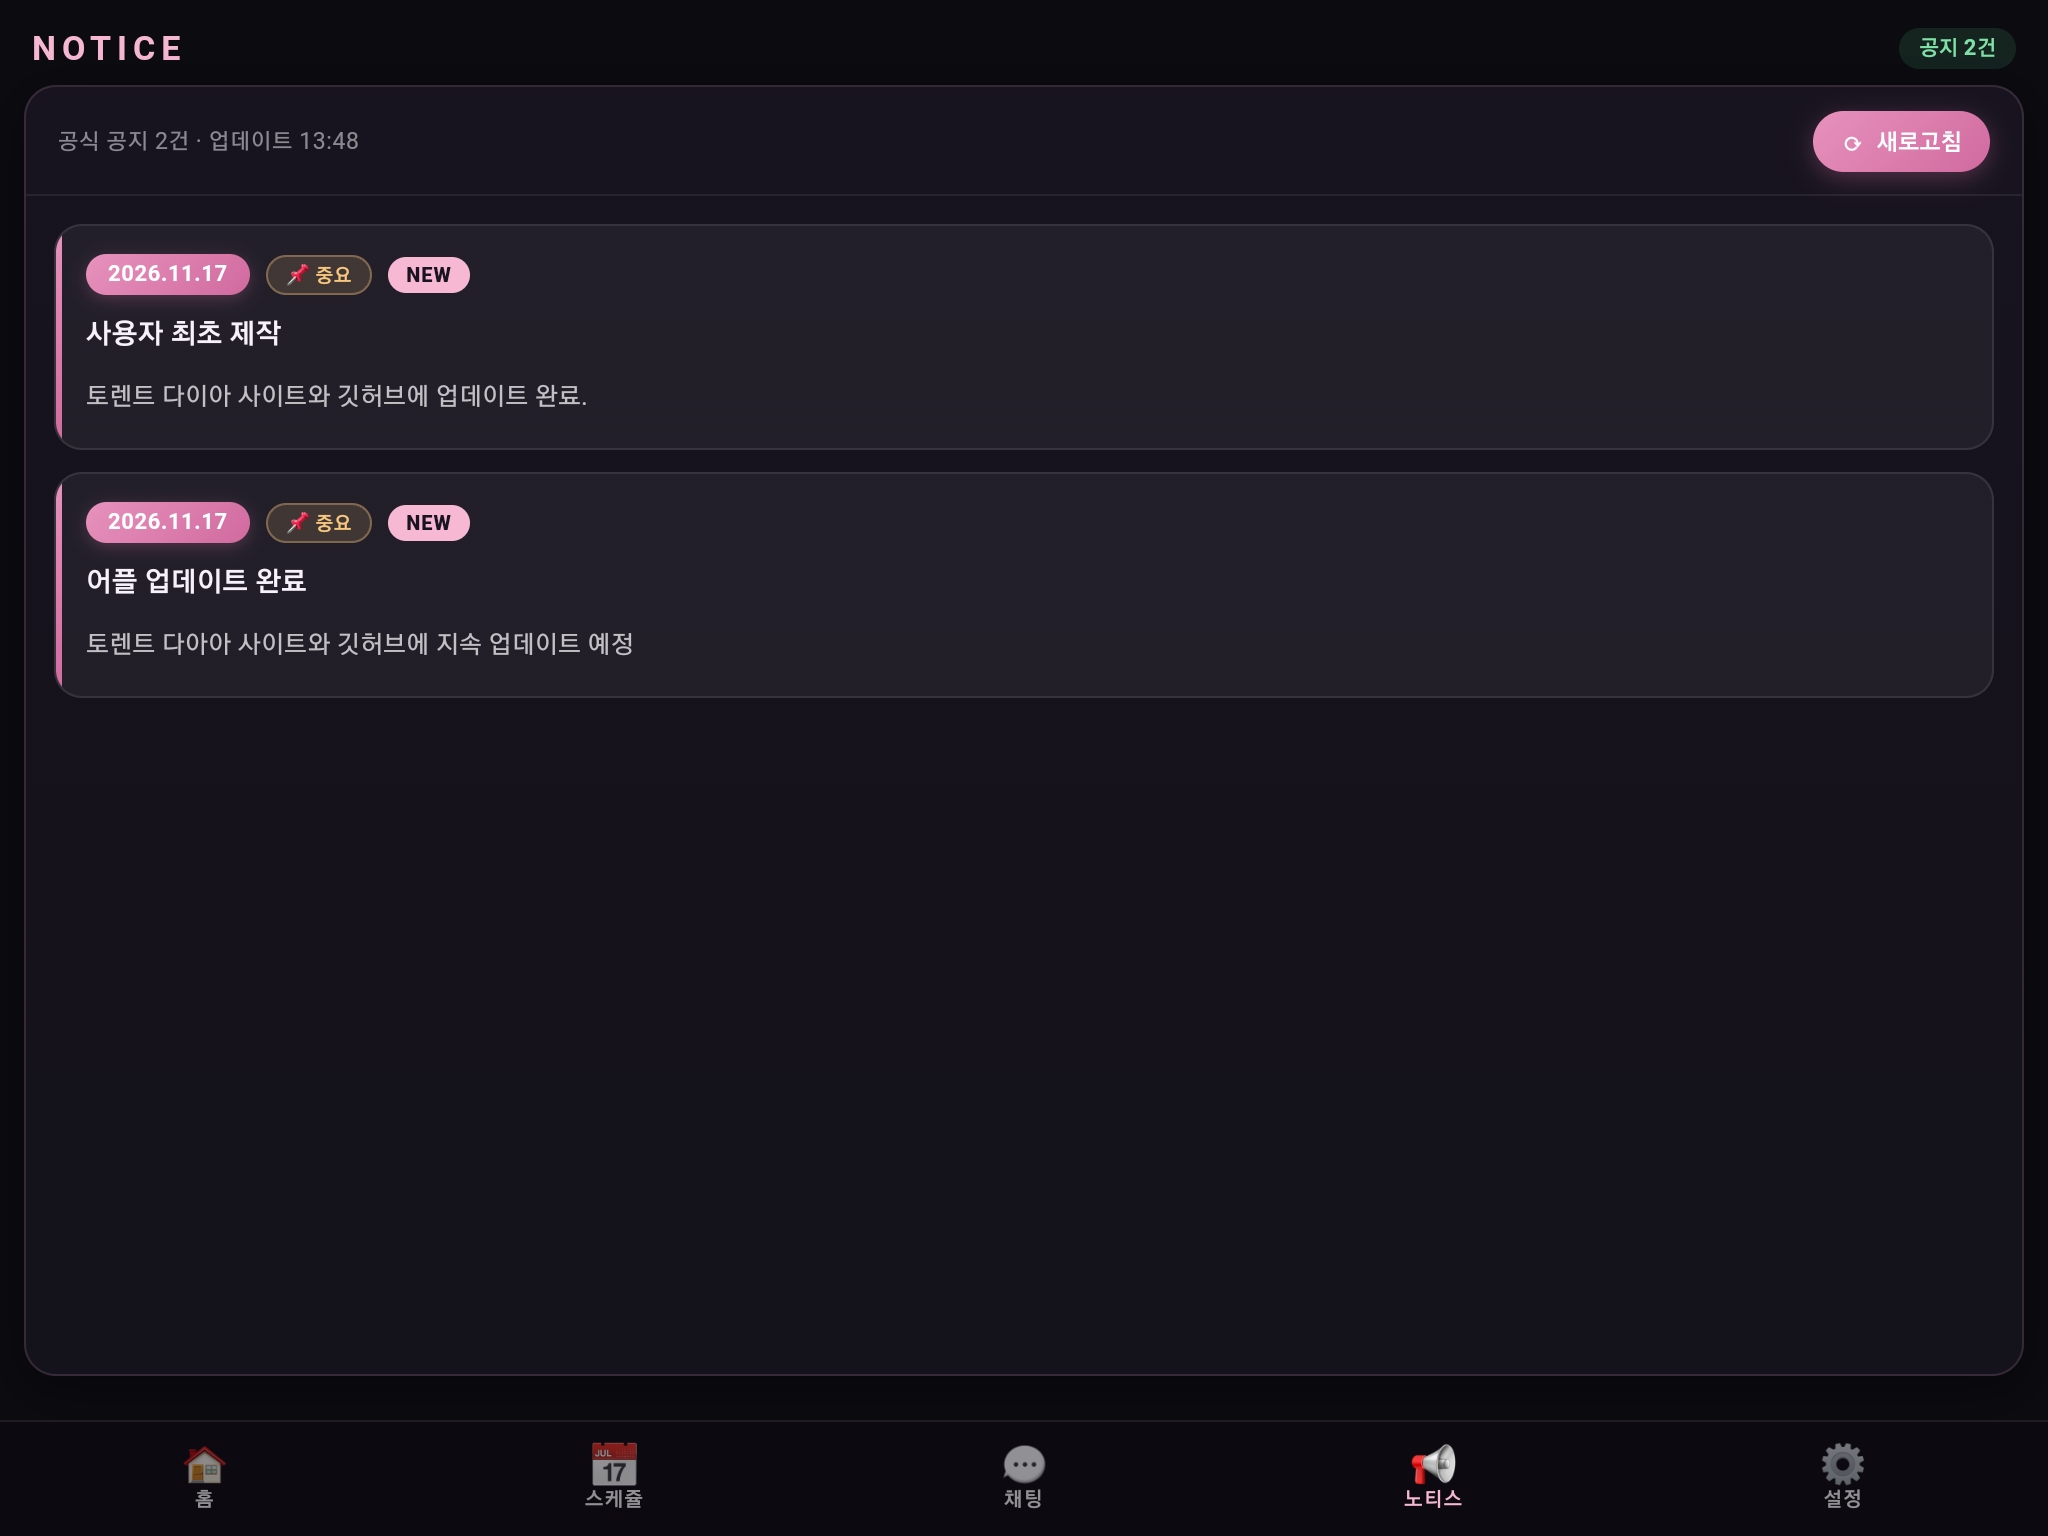 NOTICE
공지 2건
공식 공지 2건 · 업데이트 13:48
⟳ 새로고침
2026.11.17 📌 중요 NEW
사용자 최초 제작
토렌트 다이아 사이트와 깃허브에 업데이트 완료.
2026.11.17 📌 중요 NEW
어플 업데이트 완료
토렌트 다아아 사이트와 깃허브에 지속 업데이트 예정
JUL
17
홈
스케쥴
채팅
노티스
설정